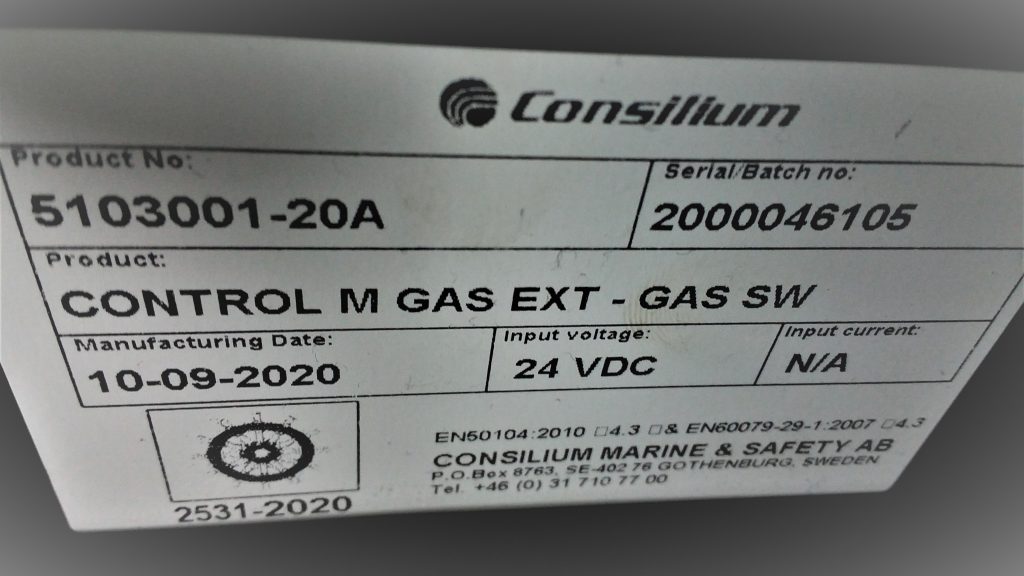 Consilium
Product No:
5103001-20A
Serial/Batch no:
2000046105
Product:
CONTROL M GAS EXT - GAS SW
Manufacturing Date:
10-09-2020
Input voltage:
24 VDC
Input current:
N/A
2531-2020
EN50104:2010 □4.3 □& EN60079-29-1:2007 □4.3
CONSILIUM MARINE & SAFETY AB
P.O.Box 8763, SE-402 76 GOTHENBURG, SWEDEN
Tel. +46 (0) 31 710 77 00